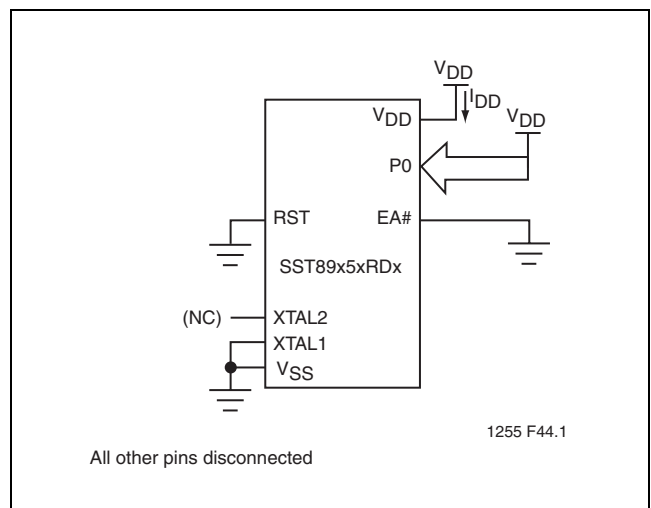 VDD
IDD
VDD
VDD
P0
RST
EA#
SST89x5xRDx
(NC)
XTAL2
XTAL1
VSS
1255 F44.1
All other pins disconnected